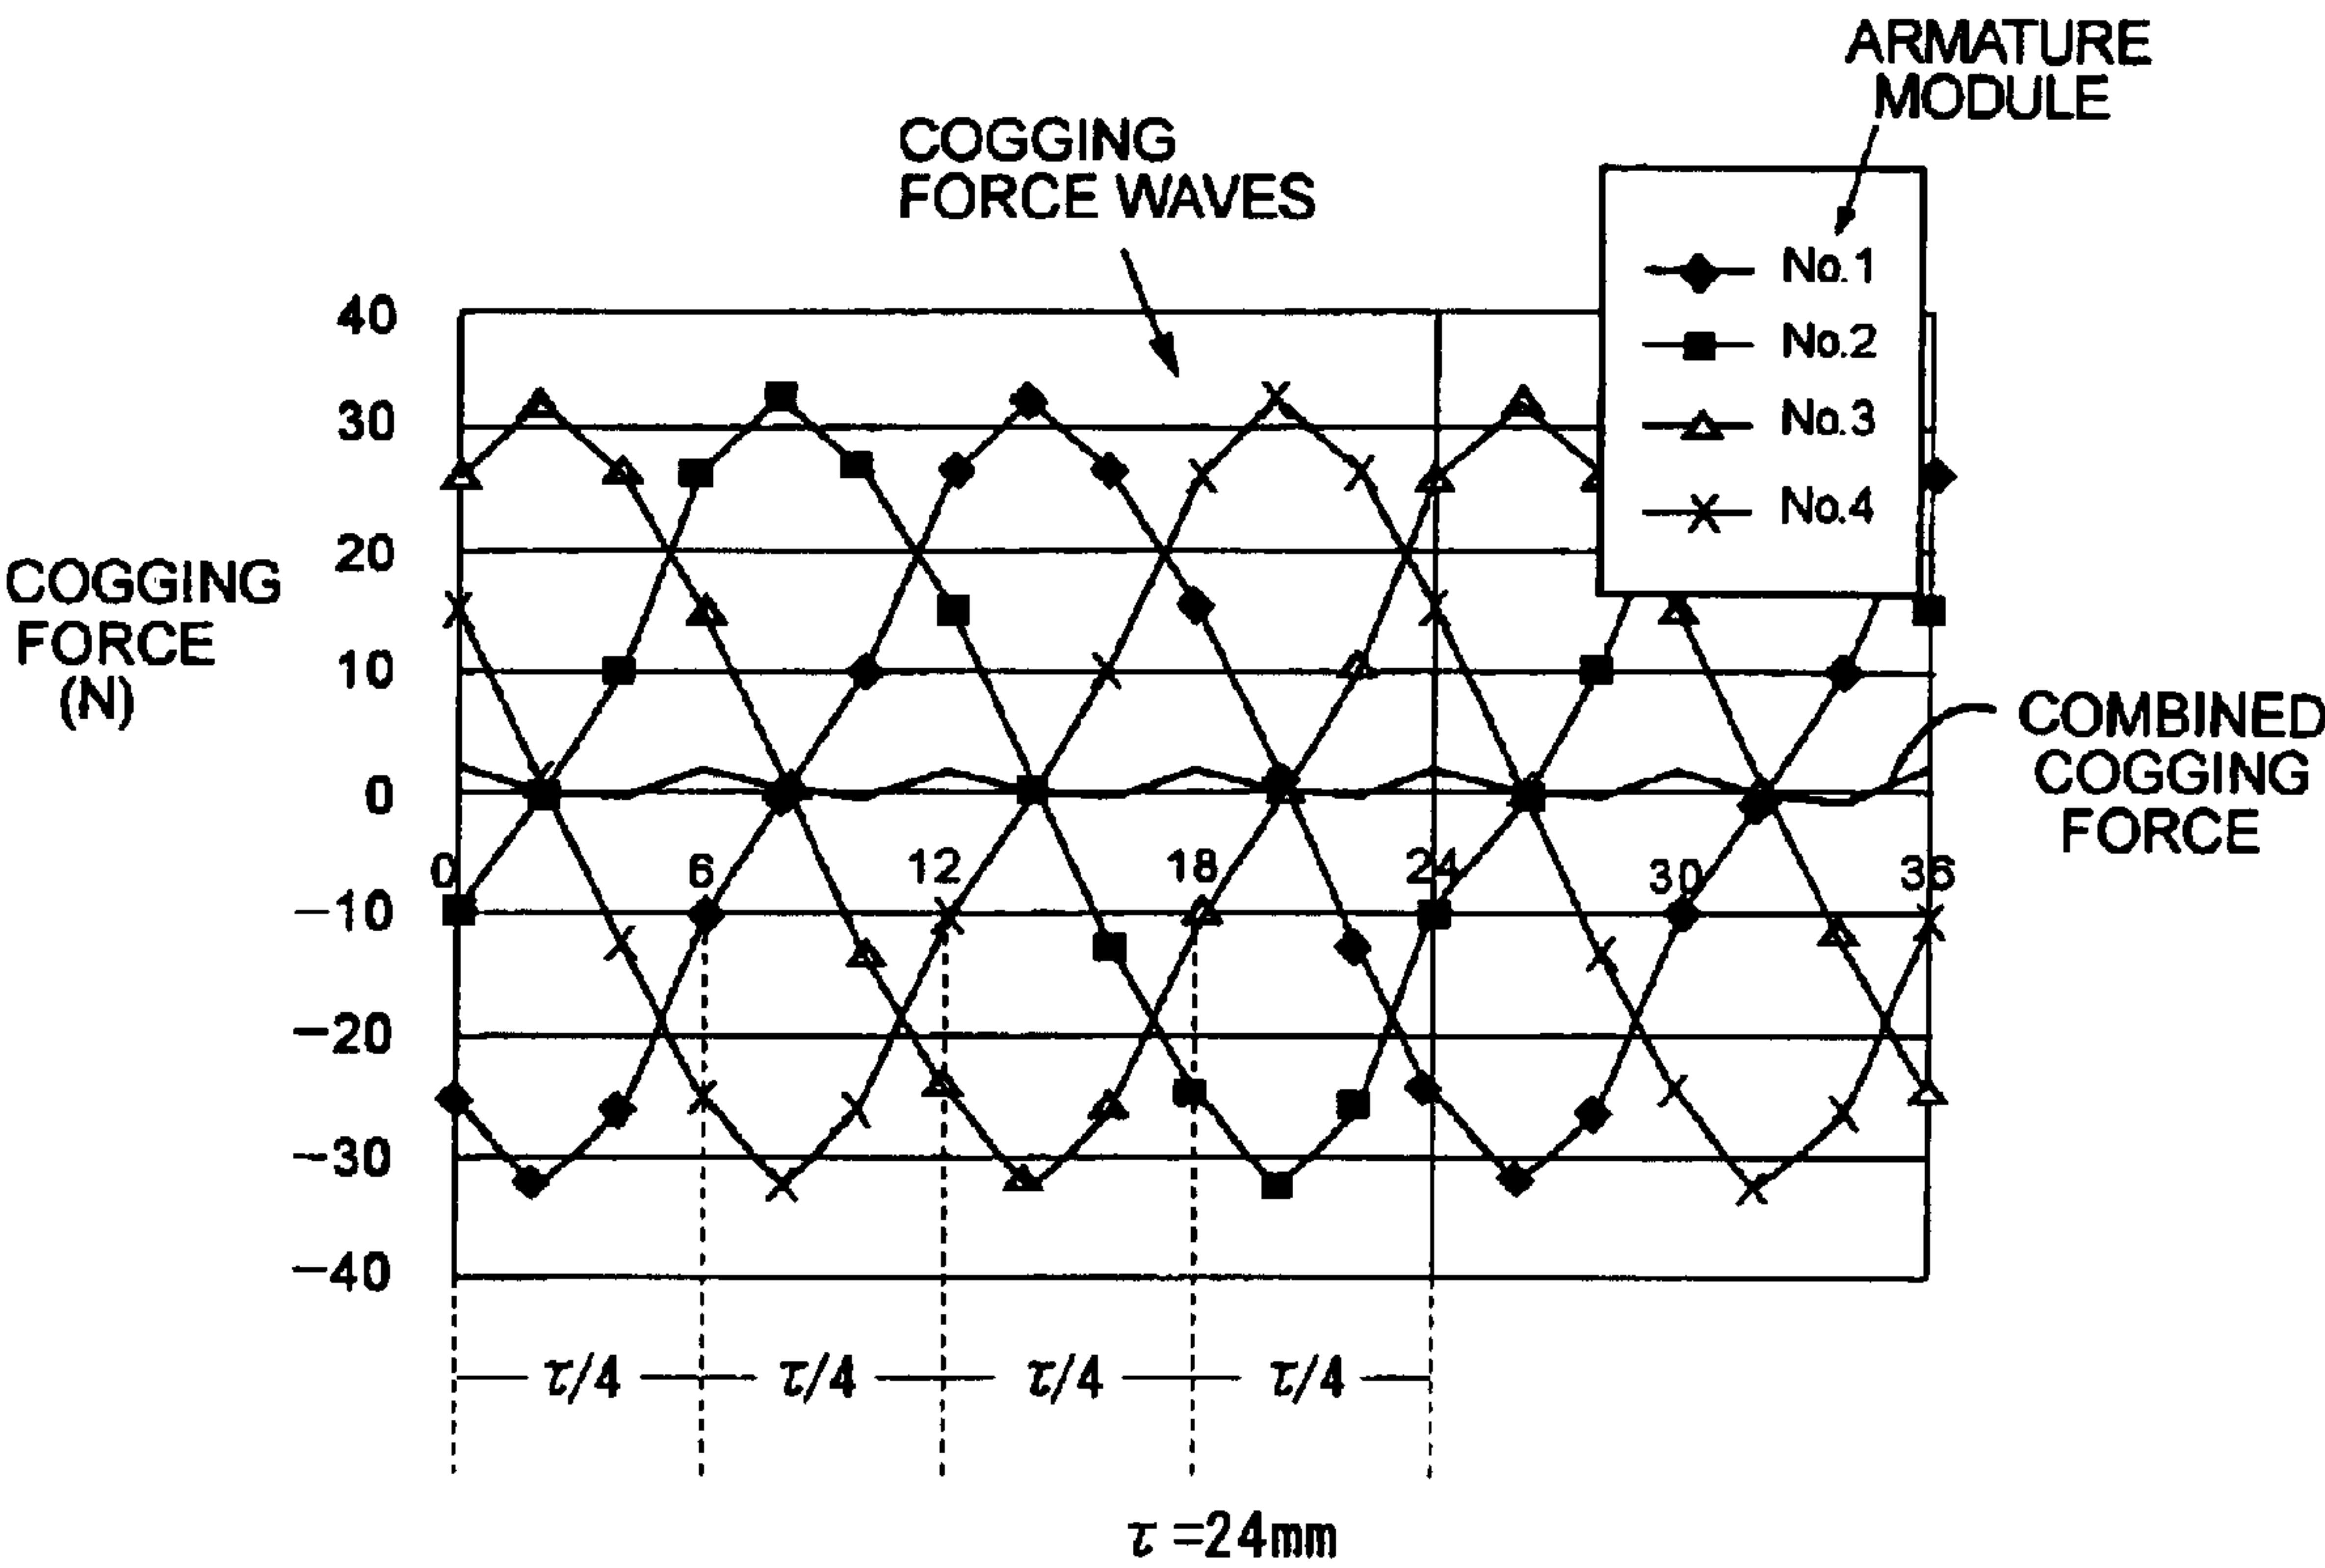 ARMATURE
MODULE
COGGING
FORCE WAVES
No.1
No.2
No.3
No.4
40
30
20
10
0
−10
−20
−30
−40
COGGING
FORCE
(N)
COMBINED
COGGING
FORCE
0 6 12 18 24 30 36
τ/4 τ/4 τ/4 τ/4
τ=24mm